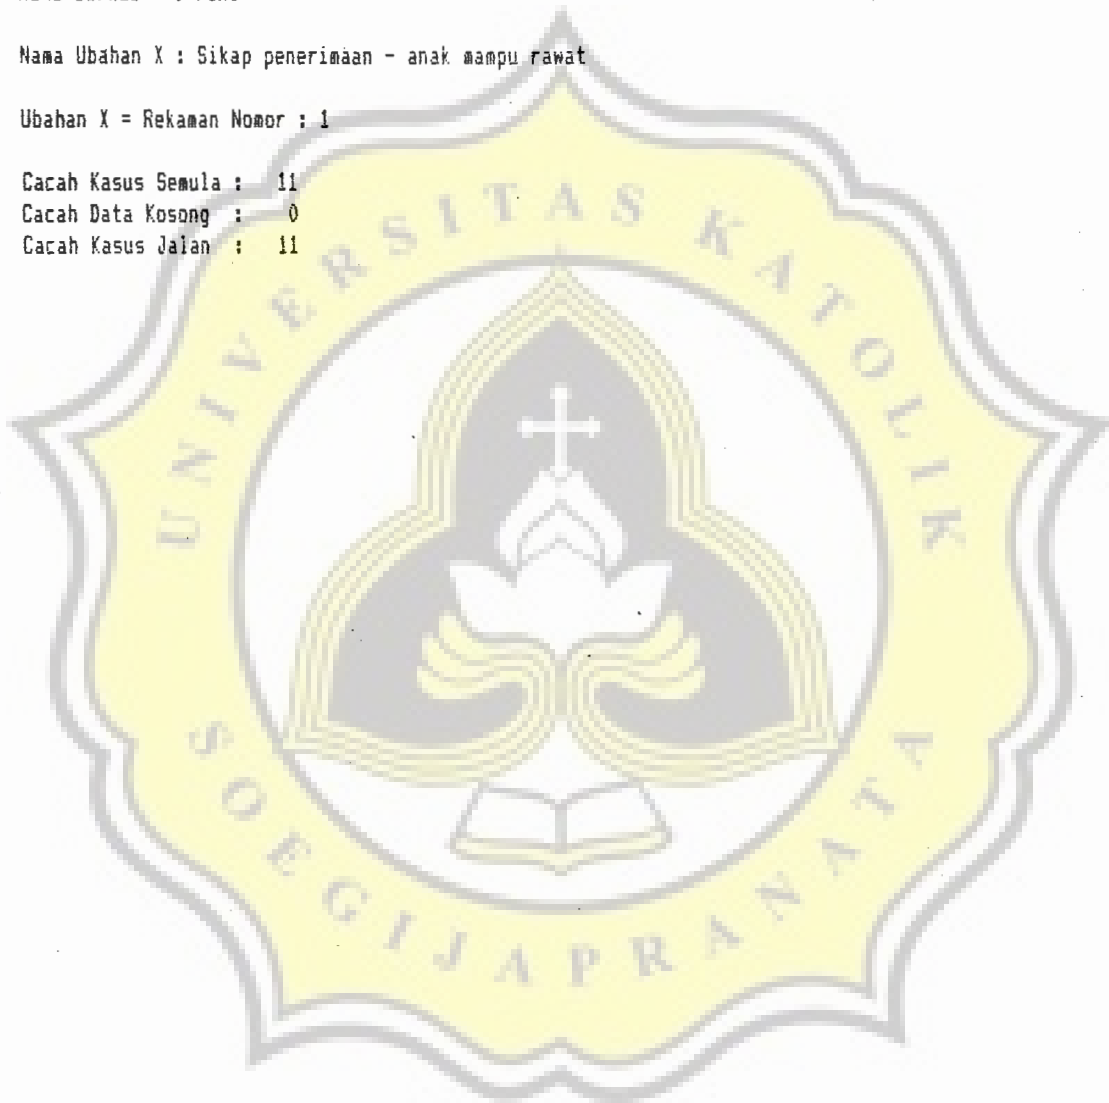 Nama Ubahan X : Sikap penerimaan - anak mampu rawat
Ubahan X = Rekaman Nomor : 1
Cacah Kasus Semula : 11
Cacah Data Kosong : 0
Cacah Kasus Jalan : 11
UNIVERSITAS KATOLIK
SOEGIJAPRANATA